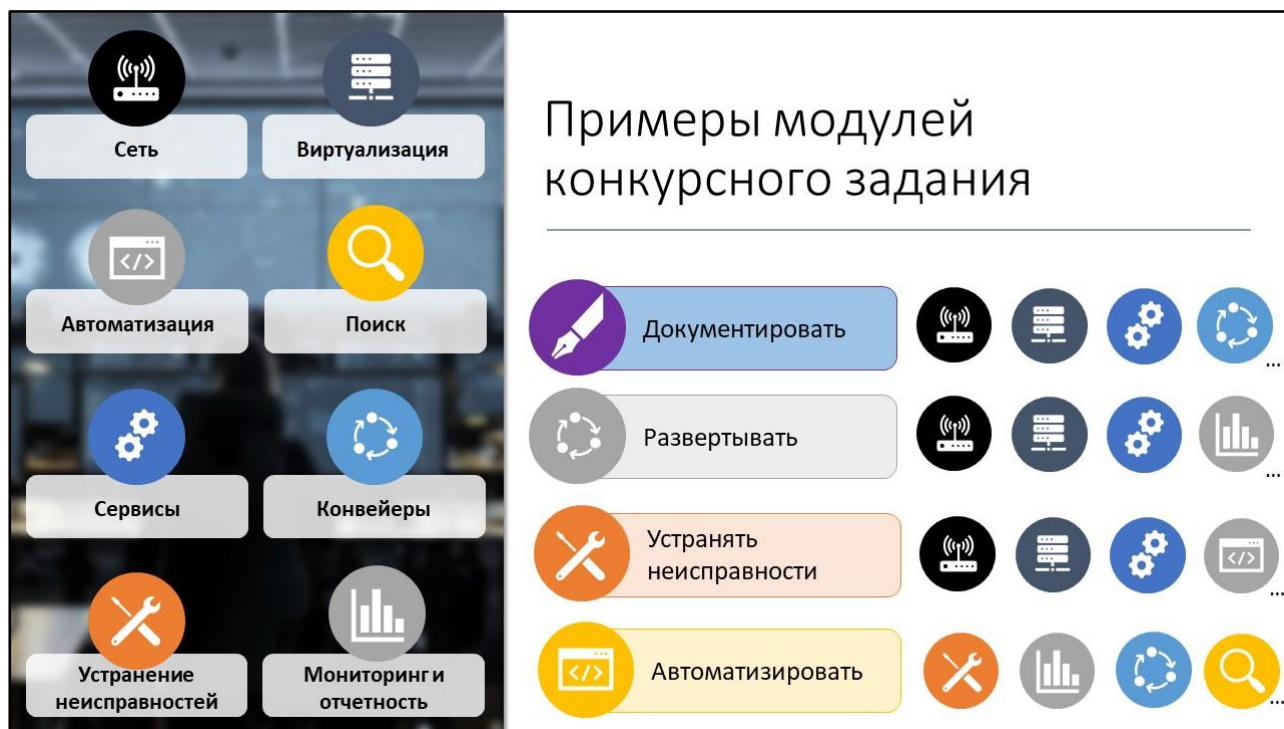 Сеть
Виртуализация
Автоматизация
Поиск
Сервисы
Конвейеры
Устранение
неисправностей
Мониторинг и
отчетность
Примеры модулей
конкурсного задания
Документировать
...
Развертывать
...
Устранять
неисправности
...
Автоматизировать
...